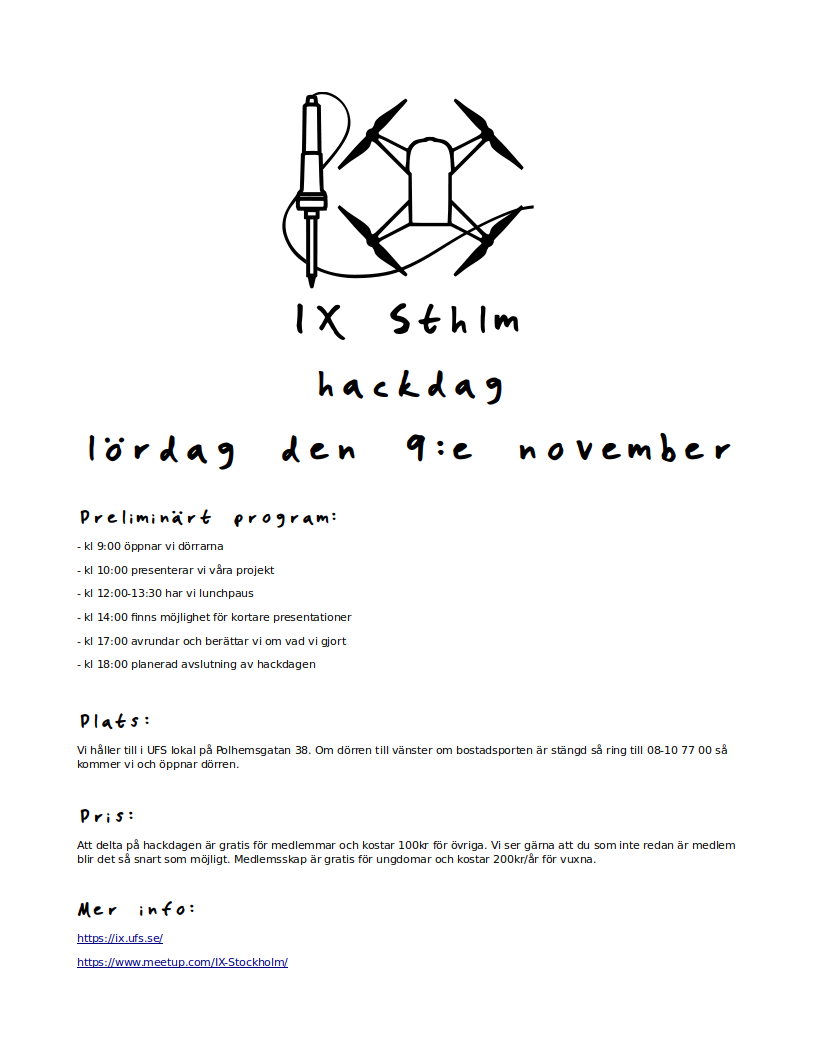 IX Sthlm
hackdag
lördag den 9:e november
Preliminärt program:
- kl 9:00 öppnar vi dörrarna
- kl 10:00 presenterar vi våra projekt
- kl 12:00-13:30 har vi lunchpaus
- kl 14:00 finns möjlighet för kortare presentationer
- kl 17:00 avrundar och berättar vi om vad vi gjort
- kl 18:00 planerad avslutning av hackdagen
Plats:
Vi håller till i UFS lokal på Polhemsgatan 38. Om dörren till vänster om bostadsporten är stängd så ring till 08-10 77 00 så
kommer vi och öppnar dörren.
Pris:
Att delta på hackdagen är gratis för medlemmar och kostar 100kr för övriga. Vi ser gärna att du som inte redan är medlem
blir det så snart som möjligt. Medlemsskap är gratis för ungdomar och kostar 200kr/år för vuxna.
Mer info:
https://ix.ufs.se/
https://www.meetup.com/IX-Stockholm/